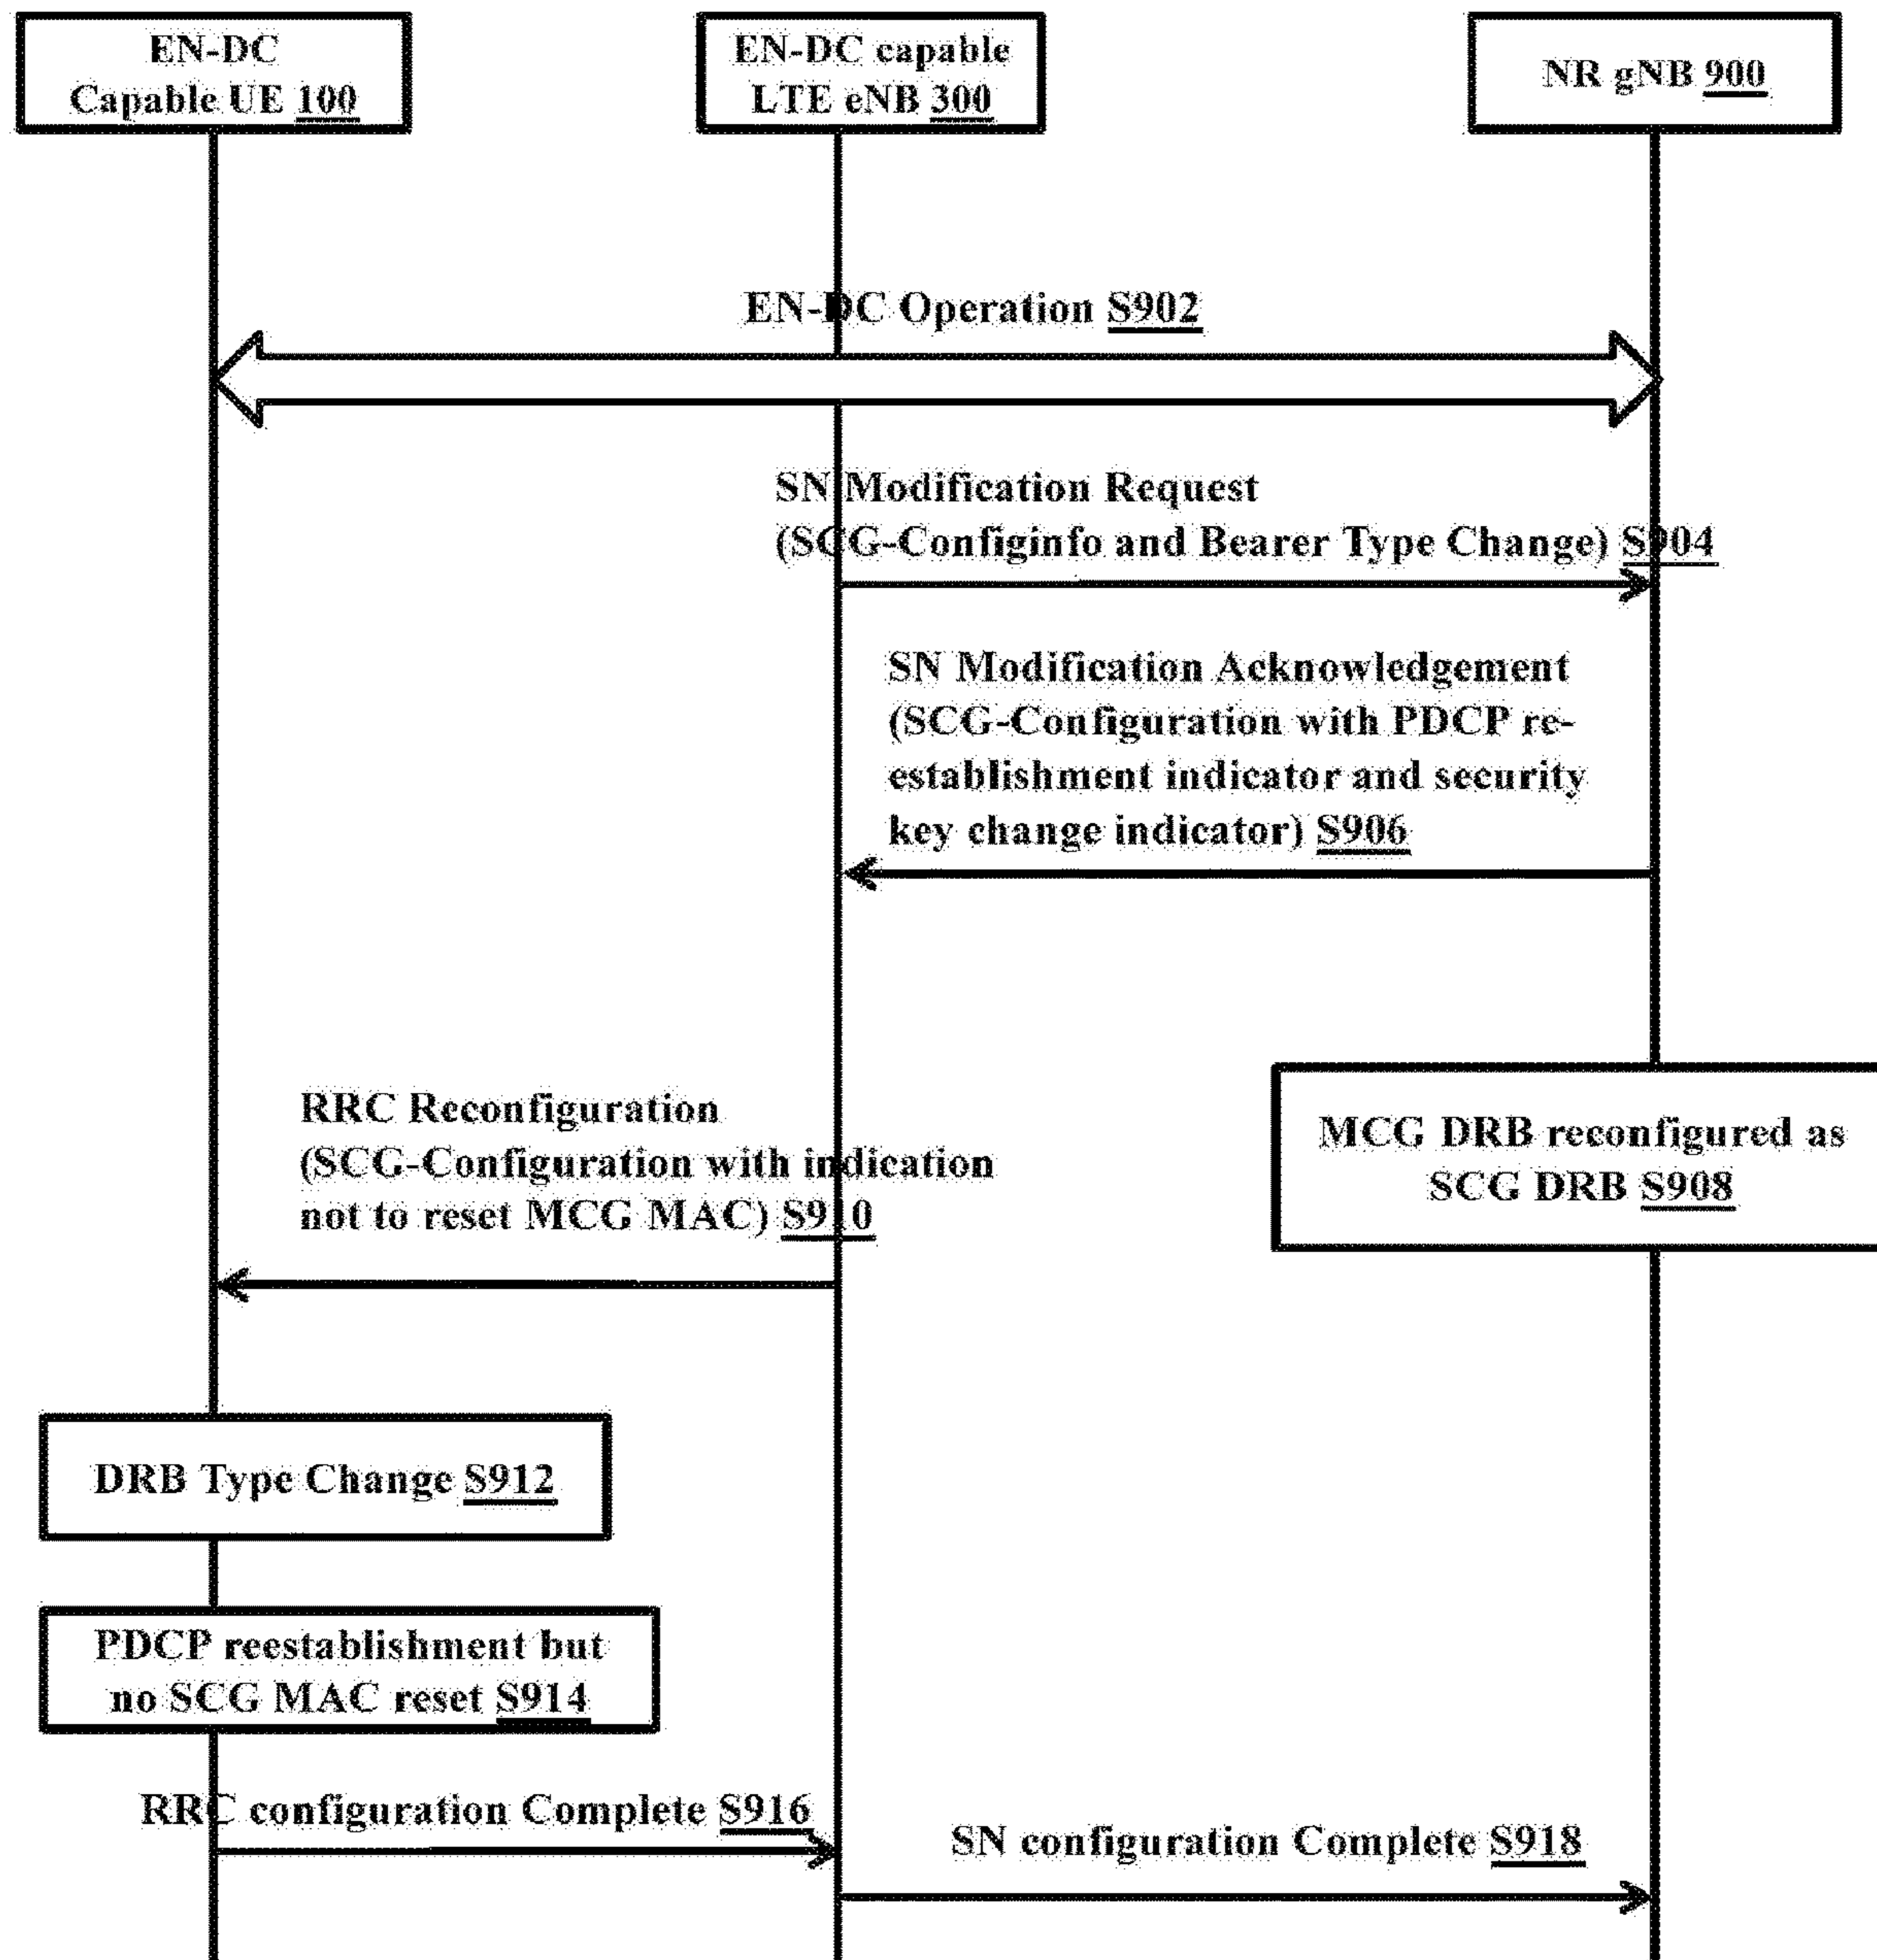 EN-DC
Capable UE 100
EN-DC capable
LTE eNB 300
NR gNB 900
EN-DC Operation S902
SN Modification Request
(SCG-Configinfo and Bearer Type Change) S904
SN Modification Acknowledgement
(SCG-Configuration with PDCP re-
establishment indicator and security
key change indicator) S906
MCG DRB reconfigured as
SCG DRB S908
RRC Reconfiguration
(SCG-Configuration with indication
not to reset MCG MAC) S910
DRB Type Change S912
PDCP reestablishment but
no SCG MAC reset S914
RRC configuration Complete S916
SN configuration Complete S918